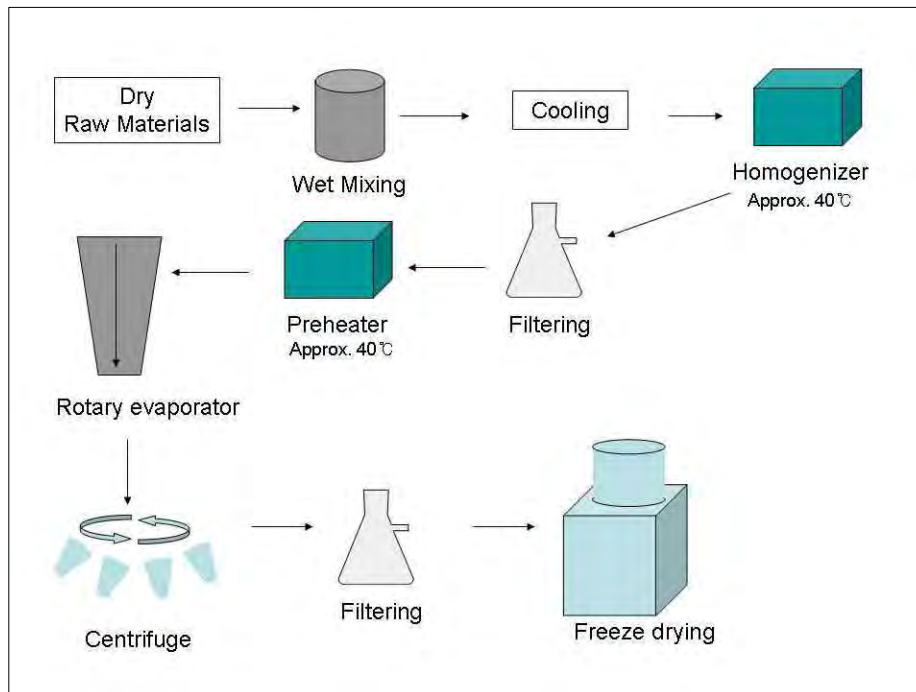 Dry
Raw Materials
Wet Mixing
Cooling
Homogenizer
Approx. 40℃
Filtering
Preheater
Approx. 40℃
Rotary evaporator
Centrifuge
Filtering
Freeze drying